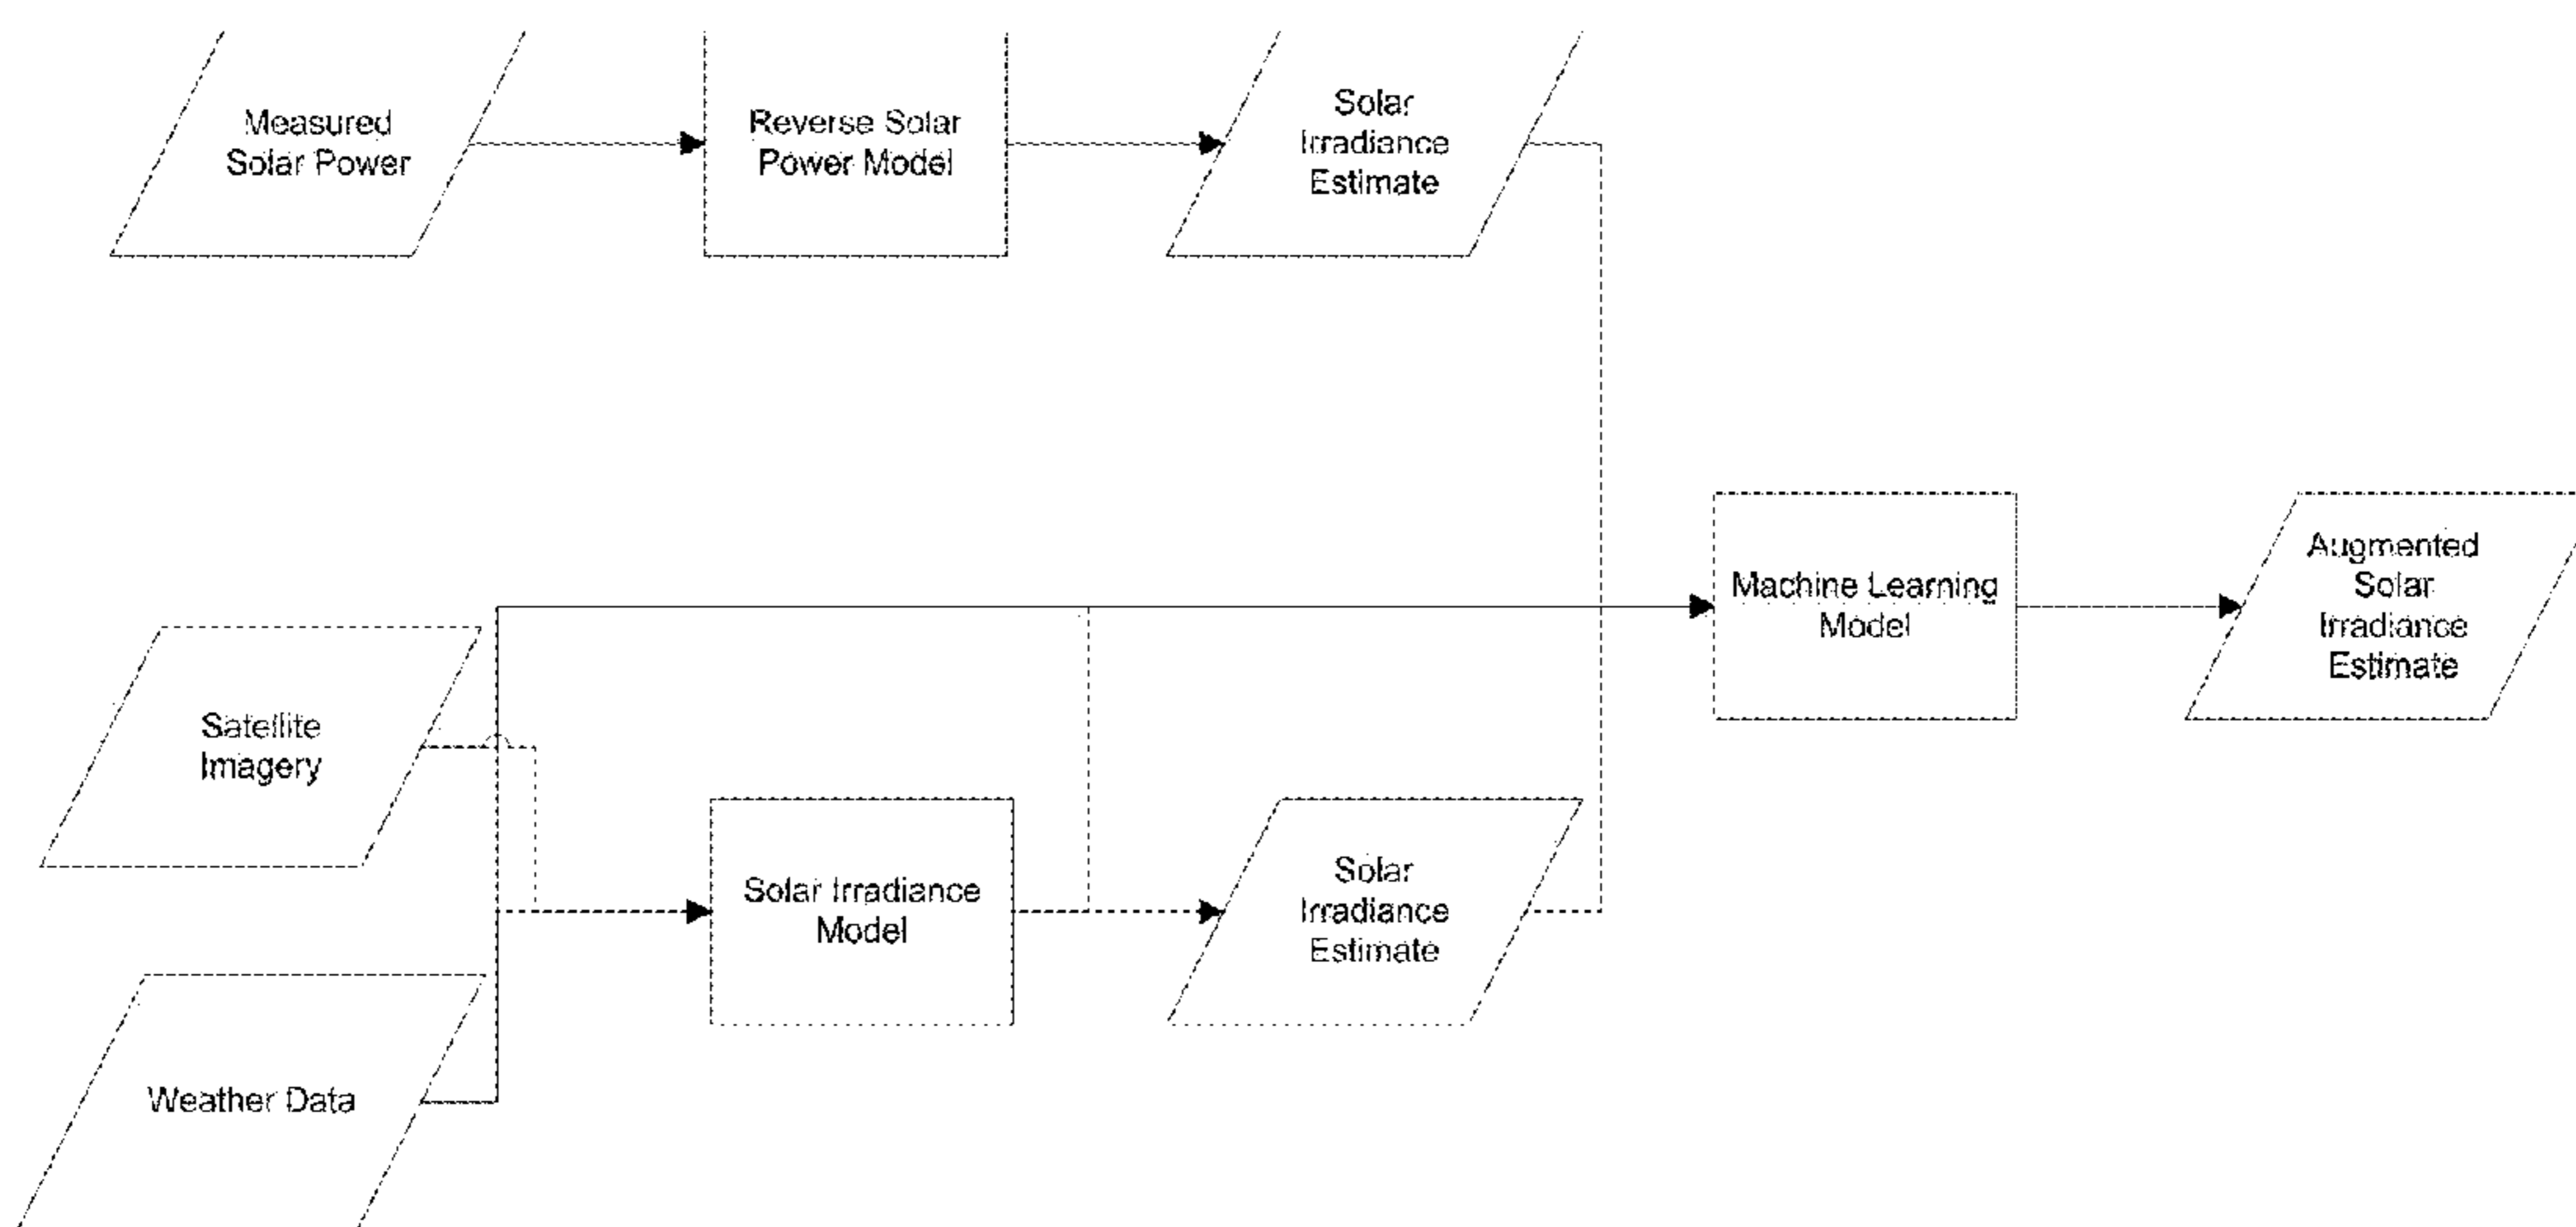 Measured
Solar Power
Reverse Solar
Power Model
Solar
Irradiance
Estimate
Machine Learning
Model
Augmented
Solar
Irradiance
Estimate
Satellite
Imagery
Solar Irradiance
Model
Solar
Irradiance
Estimate
Weather Data